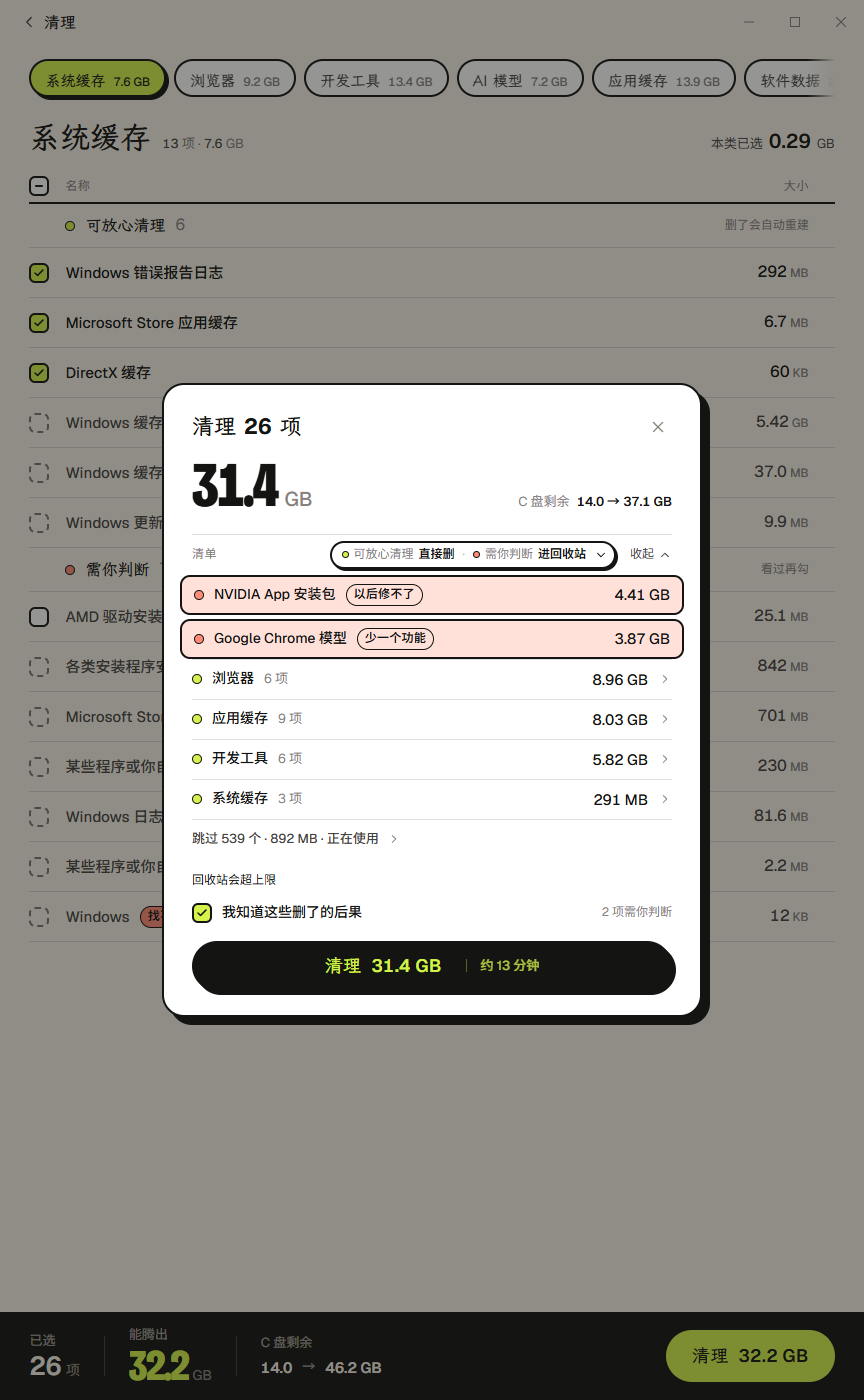 清理
系统缓存 7.6 GB 浏览器 9.2 GB 开发工具 13.4 GB AI 模型 7.2 GB 应用缓存 13.9 GB 软件数据
系统缓存 13 项 · 7.6 GB 本类已选 0.29 GB
名称 大小
可放心清理 6 删了会自动重建
Windows 错误报告日志 292 MB
Microsoft Store 应用缓存 6.7 MB
DirectX 缓存 60 KB
Windows 缓存 5.42 GB
Windows 缓存 37.0 MB
Windows 更新 9.9 MB
需你判断 看过再勾
AMD 驱动安装 25.1 MB
各类安装程序 842 MB
Microsoft Sto 701 MB
某些程序或你 230 MB
Windows 日志 81.6 MB
某些程序或你 2.2 MB
Windows 12 KB
清理 26 项
31.4 GB C 盘剩余 14.0 → 37.1 GB
清单 可放心清理 直接删 · 需你判断 进回收站 收起
NVIDIA App 安装包 以后修不了 4.41 GB
Google Chrome 模型 少一个功能 3.87 GB
浏览器 6 项 8.96 GB
应用缓存 9 项 8.03 GB
开发工具 6 项 5.82 GB
系统缓存 3 项 291 MB
跳过 539 个 · 892 MB · 正在使用
回收站会超上限
我知道这些删了的后果 2 项需你判断
清理 31.4 GB 约 13 分钟
已选 能腾出 C 盘剩余
26 项 32.2 GB 14.0 → 46.2 GB 清理 32.2 GB